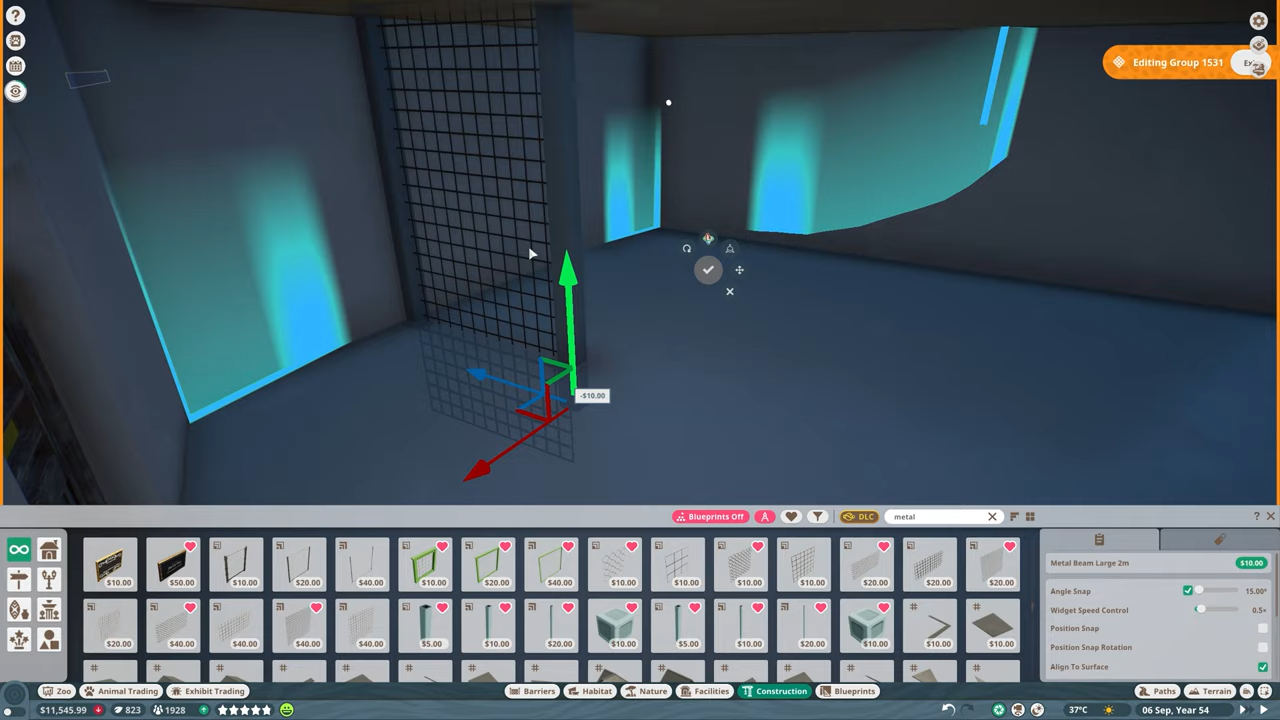 Editing Group 1531
-$10.00
Blueprints Off
DLC
metal
$10.00 $50.00 $10.00 $20.00 $40.00 $10.00 $20.00 $40.00 $10.00 $10.00 $10.00 $10.00 $20.00 $20.00 $20.00
$20.00 $40.00 $20.00 $40.00 $40.00 $5.00 $10.00 $20.00 $10.00 $5.00 $10.00 $20.00 $10.00 $10.00 $10.00
Metal Beam Large 2m $10.00
Angle Snap 15.00°
Widget Speed Control 0.5×
Position Snap
Position Snap Rotation
Align To Surface
Zoo Animal Trading Exhibit Trading Barriers Habitat Nature Facilities Construction Blueprints Paths Terrain
$11,545.99 823 1928 37°C 06 Sep, Year 54